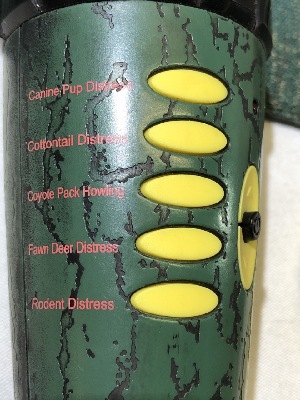 Canine Pup Distress
Cottontail Distress
Coyote Pack Howling
Fawn Deer Distress
Rodent Distress